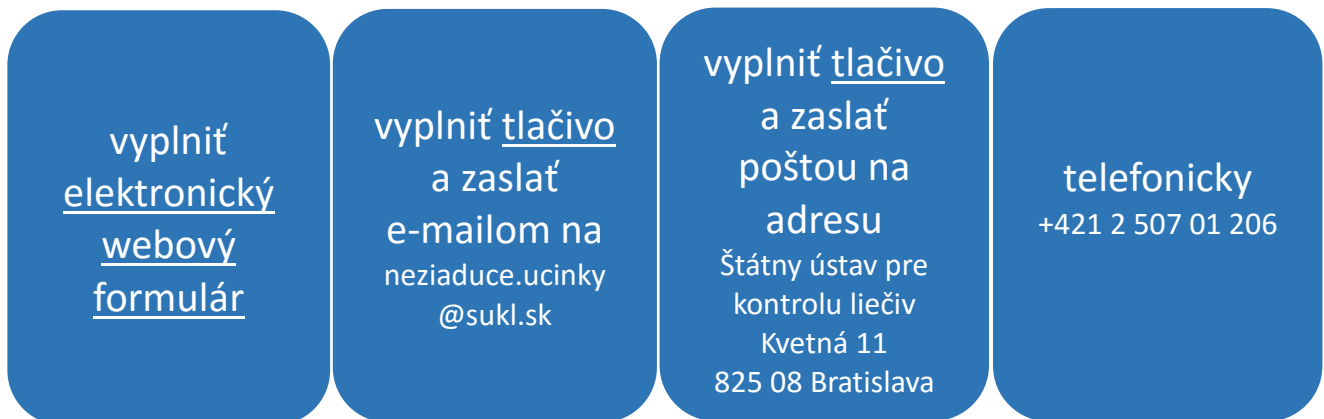 vyplniť
elektronický
webový
formulár
vyplniť tlačivo
a zaslať
e-mailom na
neziaduce.ucinky
@sukl.sk
vyplniť tlačivo
a zaslať
poštou na
adresu
Štátny ústav pre
kontrolu liečiv
Kvetná 11
825 08 Bratislava
telefonicky
+421 2 507 01 206